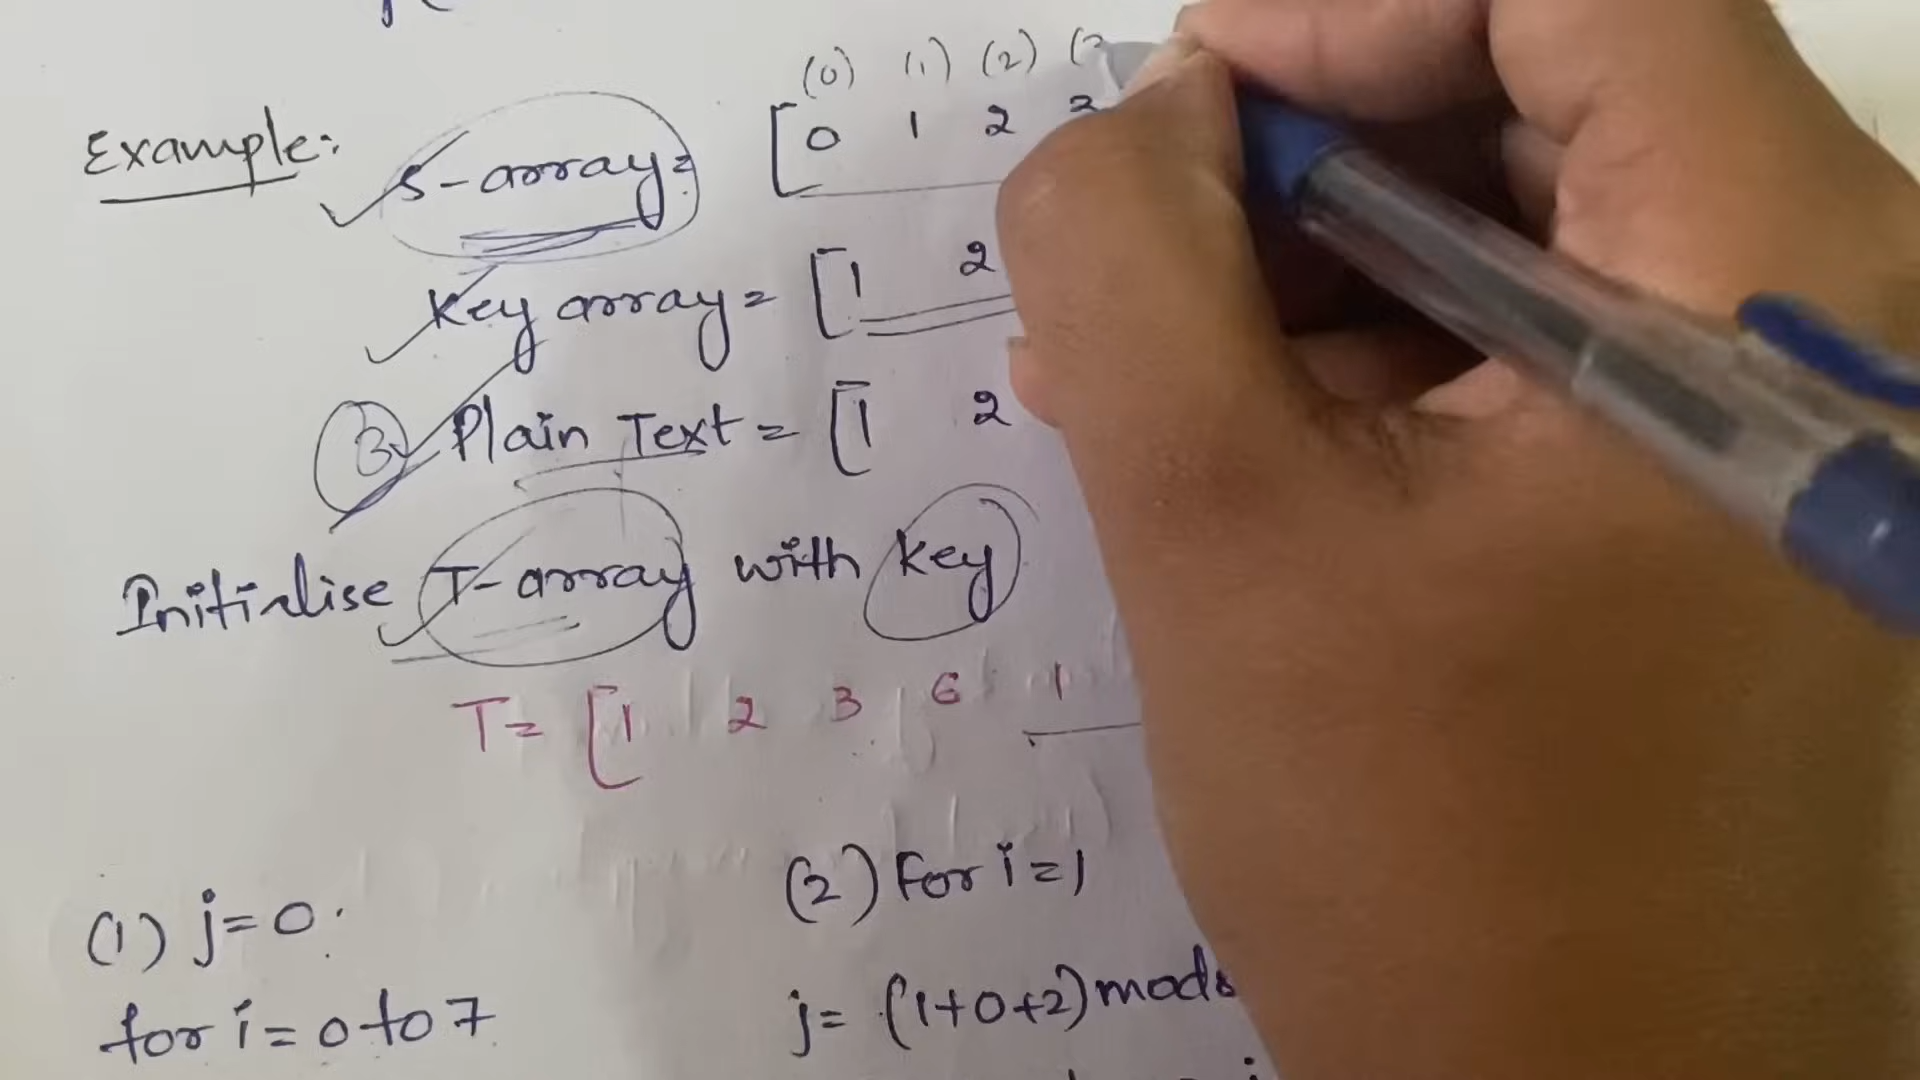 (0) (1) (2)
Example: S-array = [0 1 2
Key array = [1 2
3 Plain Text = [1 2
Initialise T-array with key
T = [1 2 3 6 1
(1) j = 0.
for i = 0 to 7
(2) For i = 1
j = (1+0+2) mod 8